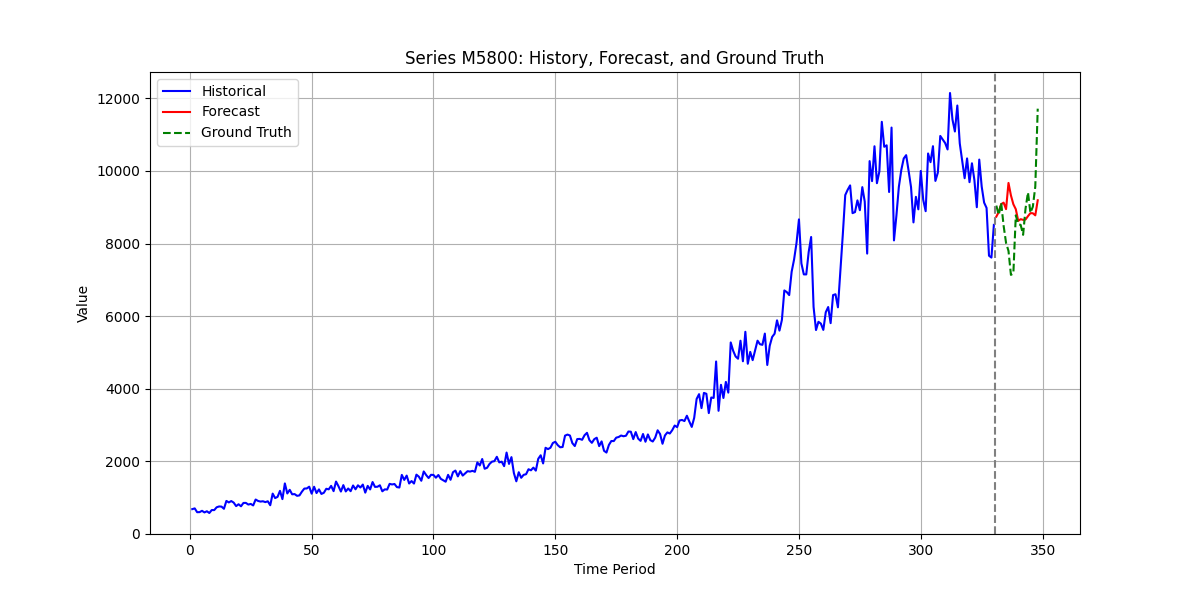 Series M5800: History, Forecast, and Ground Truth
Historical
Forecast
Ground Truth
12000
10000
8000
6000
4000
2000
0
Value
0 50 100 150 200 250 300 350
Time Period